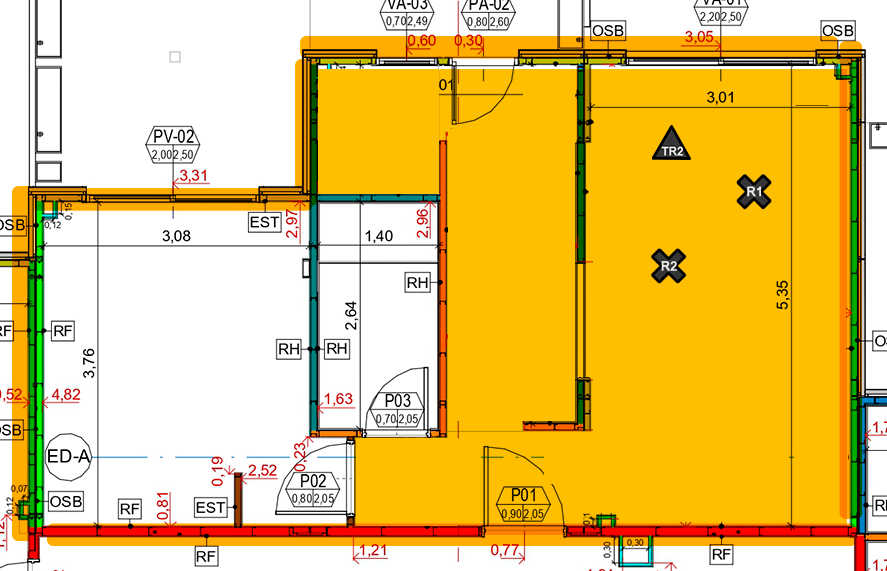 VA-03
0,70 2,49
PA-02
0,80 2,60
VA-01
2,20 2,50
0,60
0,30
OSB
3,05
OSB
01
3,01
PV-02
2,00 2,50
TR2
3,31
R1
0,15
0,12
EST
2,97
2,96
OSB
3,08
1,40
R2
RH
5,35
2,64
RF
RF
RH
RH
3,76
0,52
4,82
1,63
P03
0,70 2,05
OSB
0,23
ED-A
0,19
2,52
P02
0,80 2,05
P01
0,90 2,05
0,07
0,12
OSB
0,81
EST
RF
1,12
RF
1,21
0,77
0,30
0,30
RF